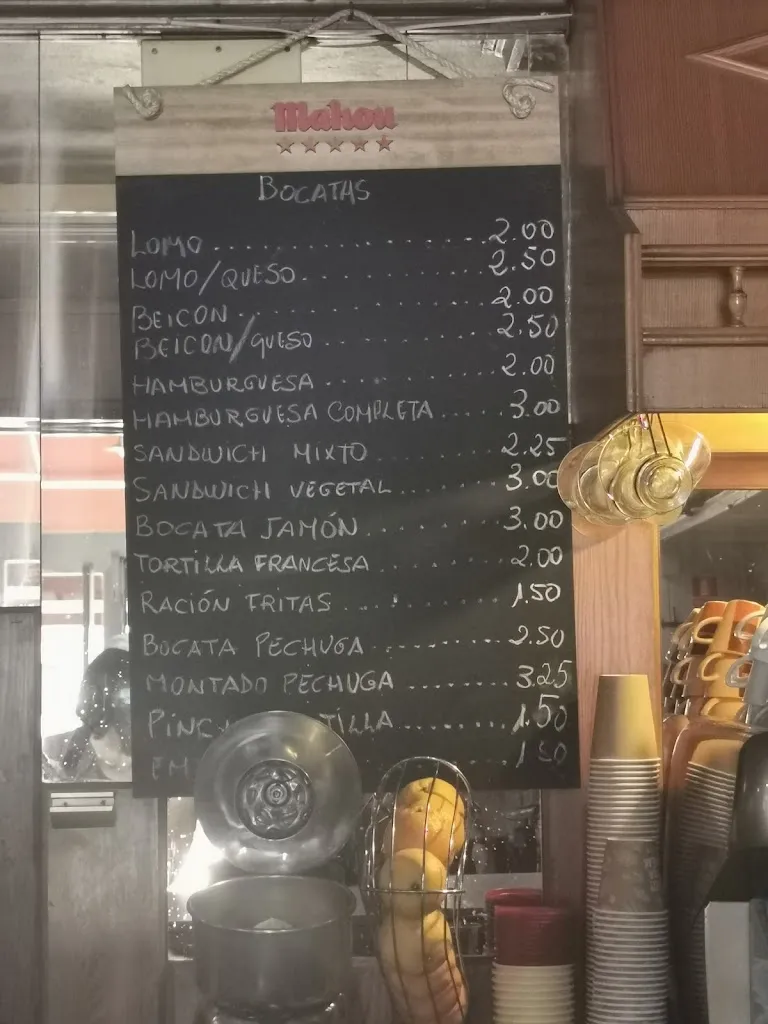 Mahou
BOCATAS
LOMO 2.00
LOMO/QUESO 2.50
BEICON 2.00
BEICON/QUESO 2.50
HAMBURGUESA 2.00
HAMBURGUESA COMPLETA 3.00
SANDWICH MIXTO 2.25
SANDWICH VEGETAL 3.00
BOCATA JAMÓN 3.00
TORTILLA FRANCESA 2.00
RACIÓN FRITAS 1.50
BOCATA PECHUGA 2.50
MONTADO PECHUGA 3.25
1.50